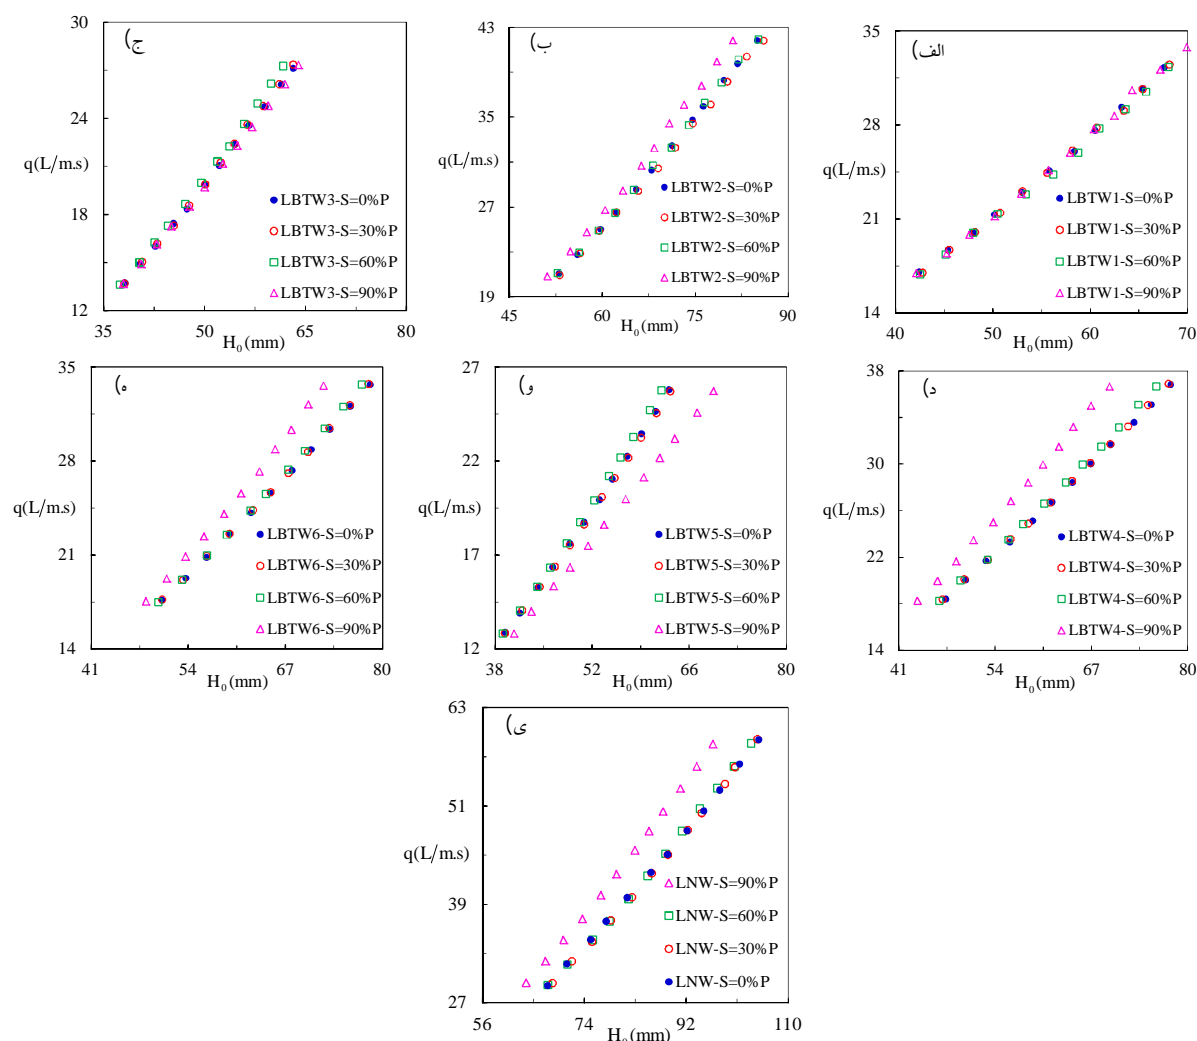 ج)
30
24
18
12
q(L/m.s)
LBTW3-S=0%P
LBTW3-S=30%P
LBTW3-S=60%P
LBTW3-S=90%P
35
50
65
80
H₀(mm)
ب)
43
35
27
19
q(L/m.s)
LBTW2-S=0%P
LBTW2-S=30%P
LBTW2-S=60%P
LBTW2-S=90%P
45
60
75
90
H₀(mm)
الف)
35
28
21
14
q(L/m.s)
LBTW1-S=0%P
LBTW1-S=30%P
LBTW1-S=60%P
LBTW1-S=90%P
40
50
60
70
H₀(mm)
ه)
35
28
21
14
q(L/m.s)
LBTW6-S=0%P
LBTW6-S=30%P
LBTW6-S=60%P
LBTW6-S=90%P
41
54
67
80
H₀(mm)
و)
27
22
17
12
q(L/m.s)
LBTW5-S=0%P
LBTW5-S=30%P
LBTW5-S=60%P
LBTW5-S=90%P
38
52
66
80
H₀(mm)
د)
38
30
22
14
q(L/m.s)
LBTW4-S=0%P
LBTW4-S=30%P
LBTW4-S=60%P
LBTW4-S=90%P
41
54
67
80
H₀(mm)
ی)
63
51
39
27
q(L/m.s)
LNW-S=90%P
LNW-S=60%P
LNW-S=30%P
LNW-S=0%P
56
74
92
110
H₀(mm)